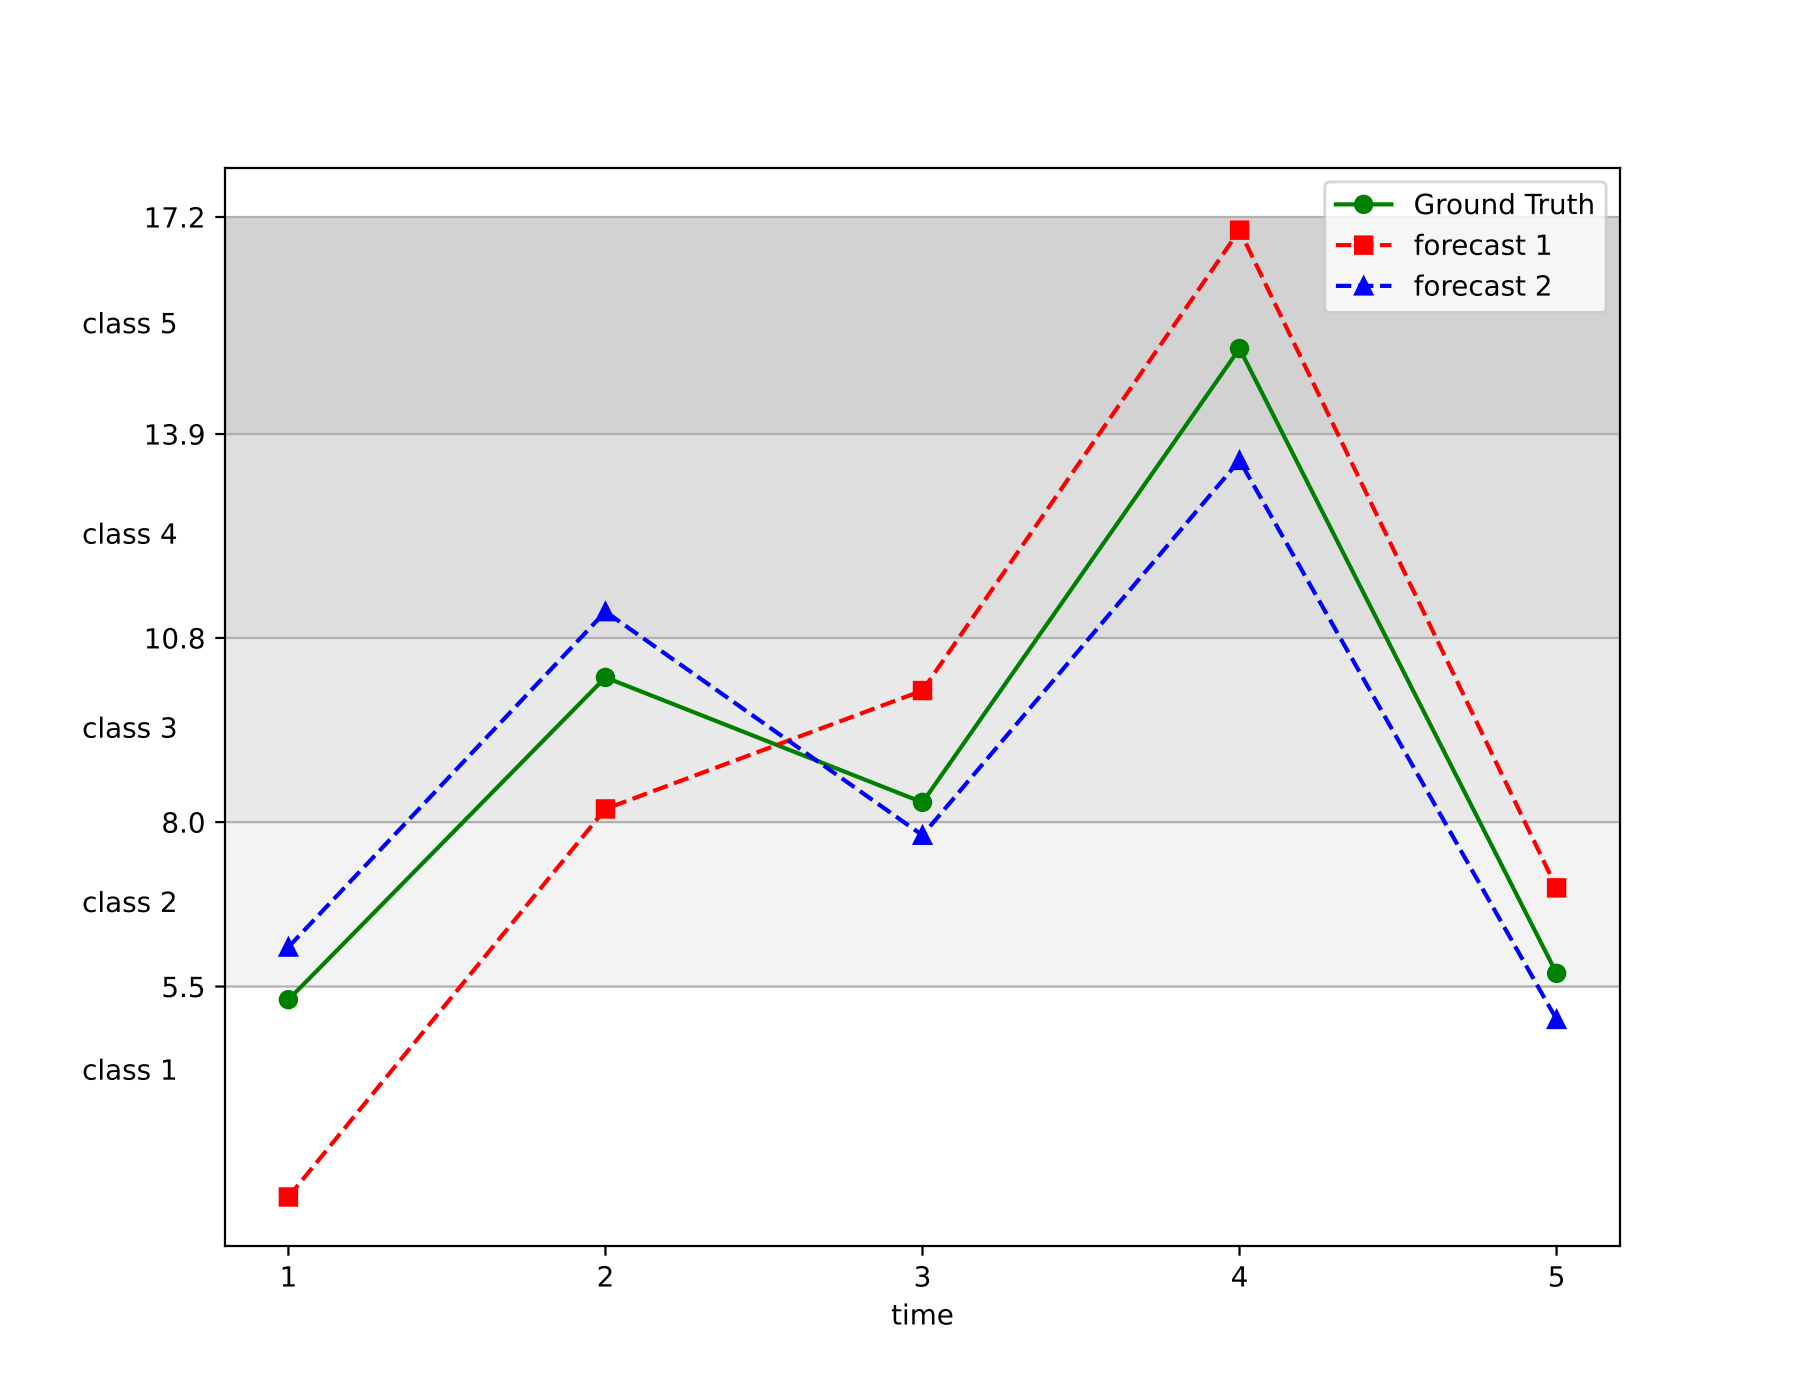 Ground Truth
forecast 1
forecast 2
17.2
class 5
13.9
class 4
10.8
class 3
8.0
class 2
5.5
class 1
1 2 3 4 5
time